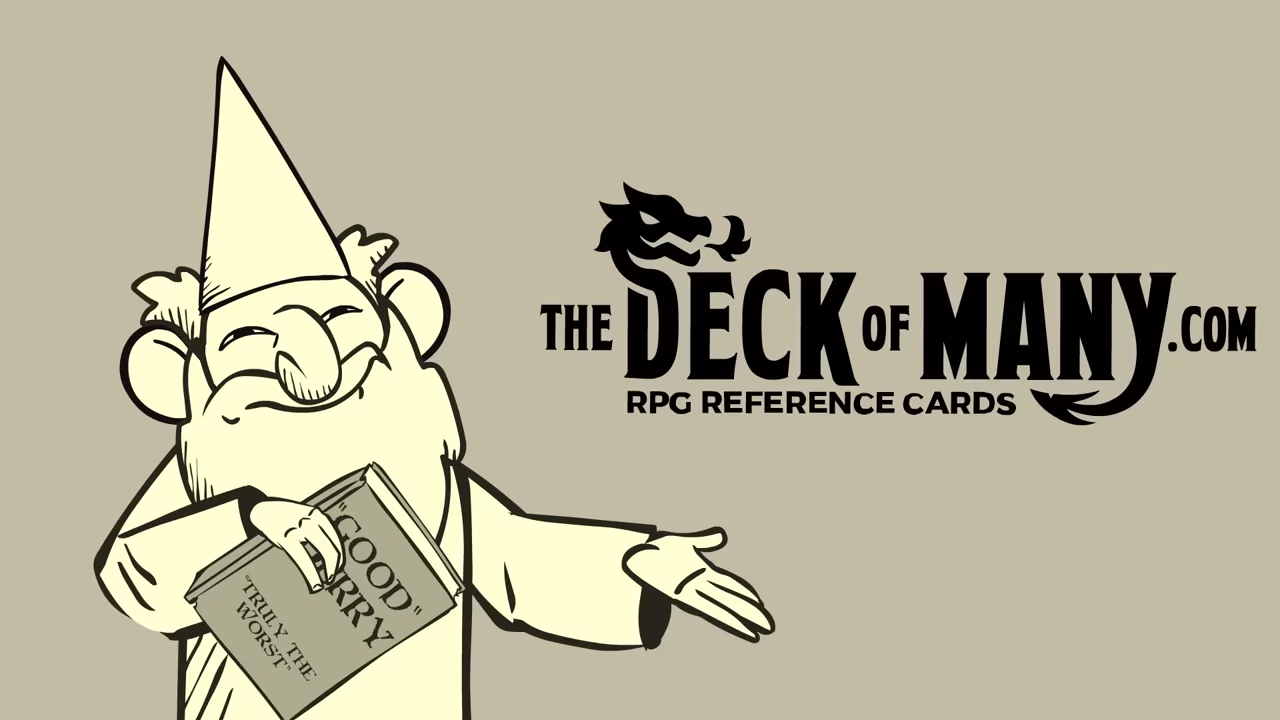 THE DECK OF MANY.COM
RPG REFERENCE CARDS
"GOOD"
"TRULY THE
WORST"